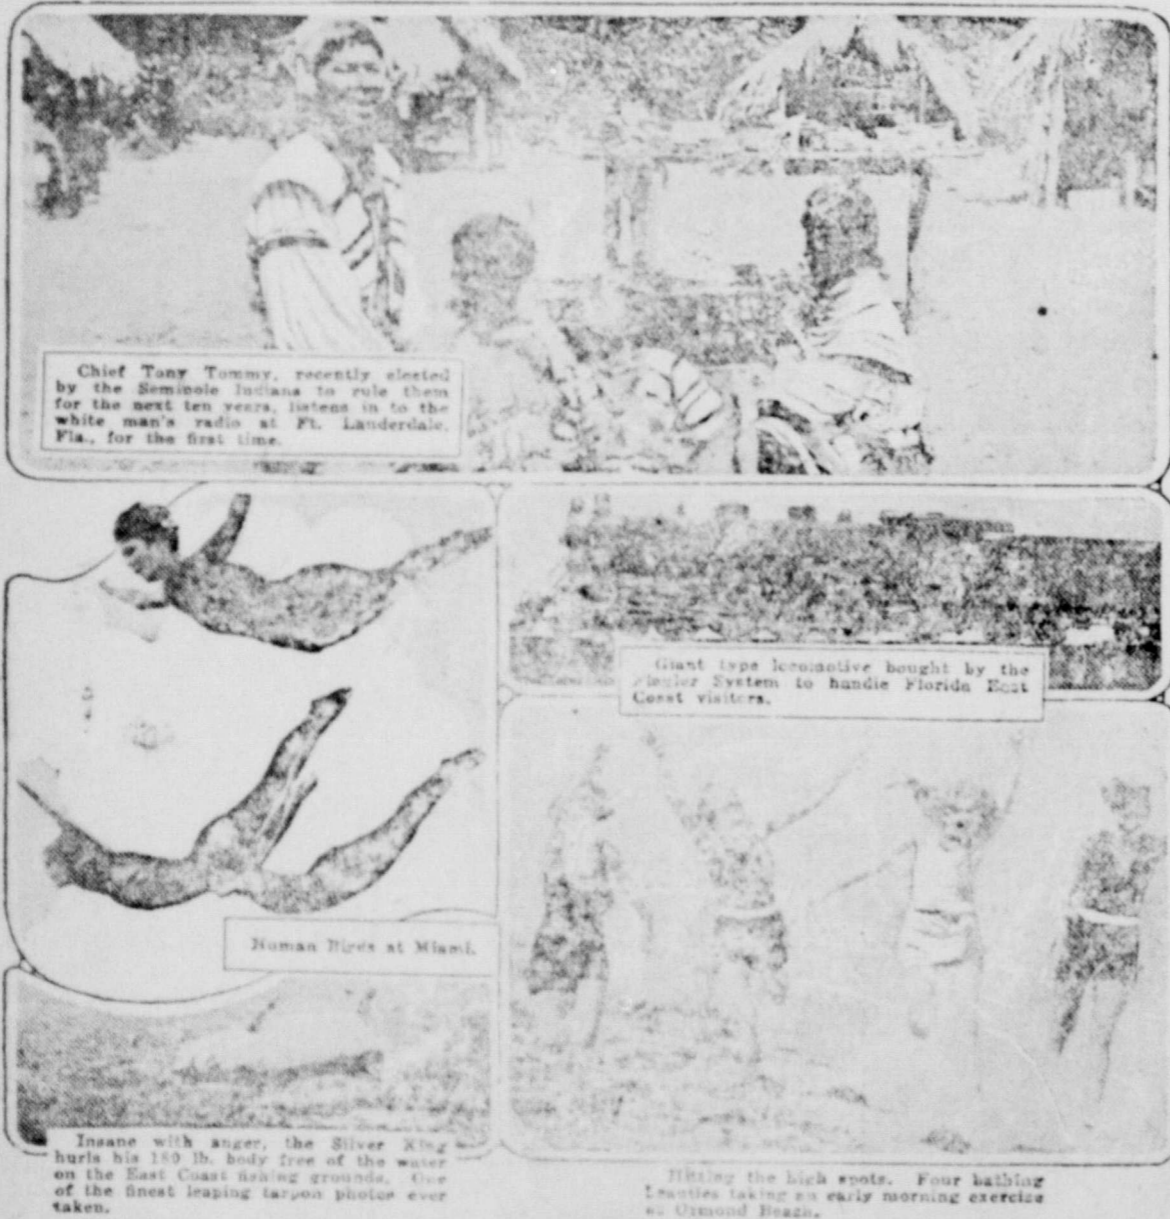 Chief Tony Tommy, recently elected
by the Seminole Indians to rule them
for the next ten years, listens in to the
white man's radio at Ft. Lauderdale,
Fla., for the first time.
Giant type locomotive bought by the
Flagler System to handle Florida East
Coast visitors.
Human Birds at Miami.
Insane with anger, the Silver King
hurls his 180 lb. body free of the water
on the East Coast fishing grounds. One
of the finest leaping tarpon photos ever
taken.
Hitting the high spots. Four bathing
beauties taking an early morning exercise
at Ormond Beach.